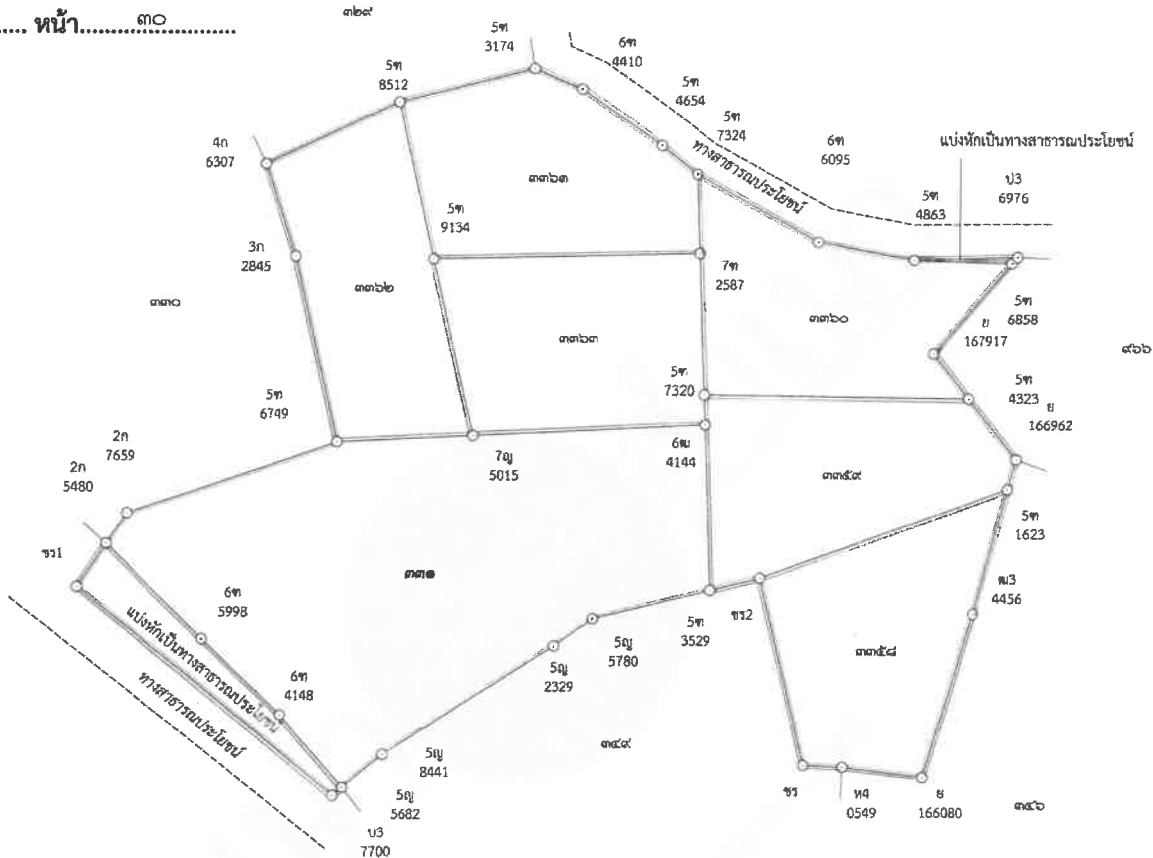 ..... หน้า.........๓๐...............
๓๒๙
5ฑ
3174
6ฑ
4410
5ฑ
8512
5ฑ
4654
5ฑ
7324
6ฑ
6095
แบ่งหักเป็นทางสาธารณประโยชน์
4ก
6307
ทางสาธารณประโยชน์
๓๓๖๑
5ฑ
4863
ป3
6976
5ฑ
9134
3ก
2845
7ฑ
2587
๓๓๐
๓๓๖๒
๓๓๖๐
5ฑ
6858
๓๓๖๓
ย
167917
๙๖๖
5ฑ
7320
5ฑ
4323
ย
166962
5ฑ
6749
2ก
7659
7ญ
5015
6ฒ
4144
๓๓๕๙
2ก
5480
5ฑ
1623
ชร1
๓๓๑
6ฑ
5998
แบ่งหักเป็นทางสาธารณประโยชน์
ทางสาธารณประโยชน์
5ฑ
3529
ชร2
ฒ3
4456
5ญ
5780
5ญ
2329
๓๓๕๘
6ฑ
4148
๓๔๙
5ญ
8441
5ญ
5682
บ3
7700
ชร
ห4
0549
ย
166080
๓๔๖